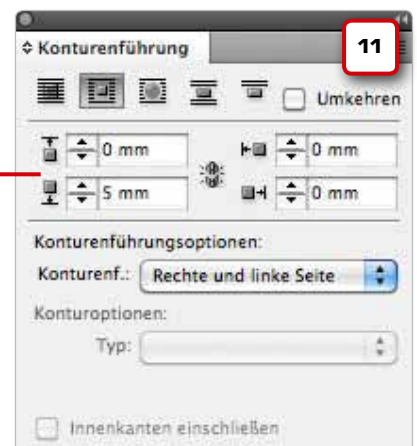 Konturenführung
11
Umkehren
0 mm 0 mm
5 mm 0 mm
Konturenführungsoptionen:
Konturenf.: Rechte und linke Seite
Konturoptionen:
Typ:
Innenkanten einschließen